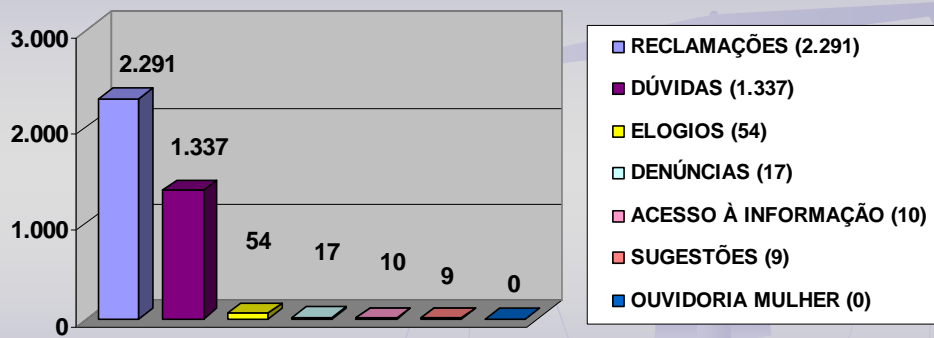 3.000
2.000
1.000
0
2.291
1.337
54
17
10
9
0
RECLAMAÇÕES (2.291)
DÚVIDAS (1.337)
ELOGIOS (54)
DENÚNCIAS (17)
ACESSO À INFORMAÇÃO (10)
SUGESTÕES (9)
OUVIDORIA MULHER (0)